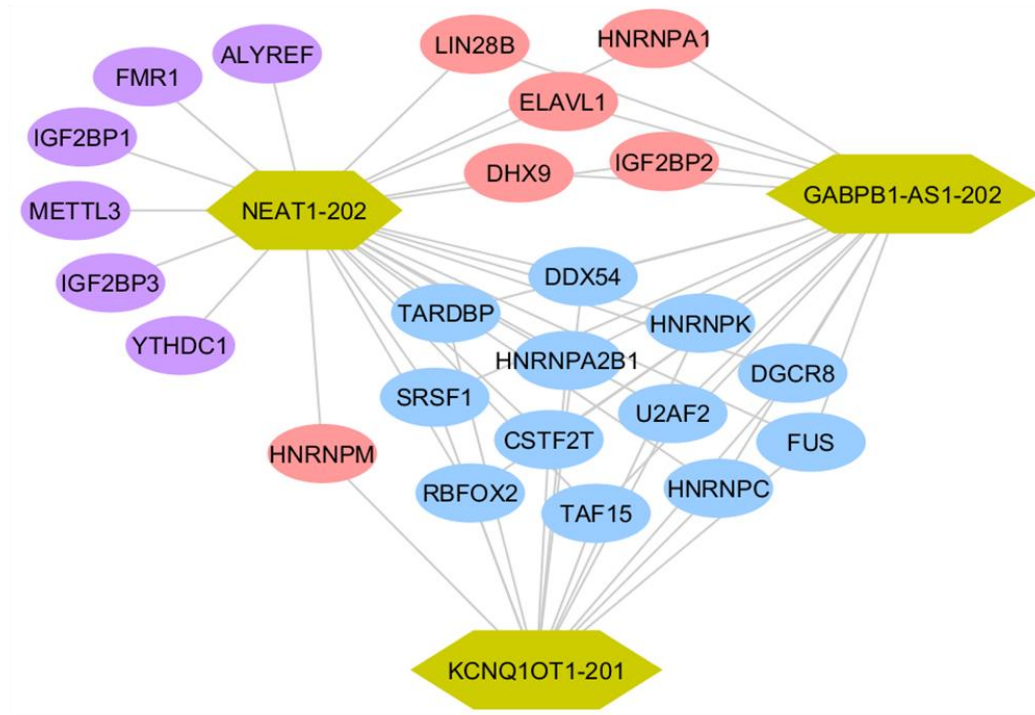 LIN28B
HNRNPA1
ALYREF
FMR1
ELAVL1
IGF2BP1
DHX9
IGF2BP2
METTL3
NEAT1-202
GABPB1-AS1-202
IGF2BP3
DDX54
TARDBP
HNRNPK
YTHDC1
HNRNPA2B1
DGCR8
SRSF1
U2AF2
CSTF2T
FUS
HNRNPM
RBFOX2
HNRNPC
TAF15
KCNQ1OT1-201